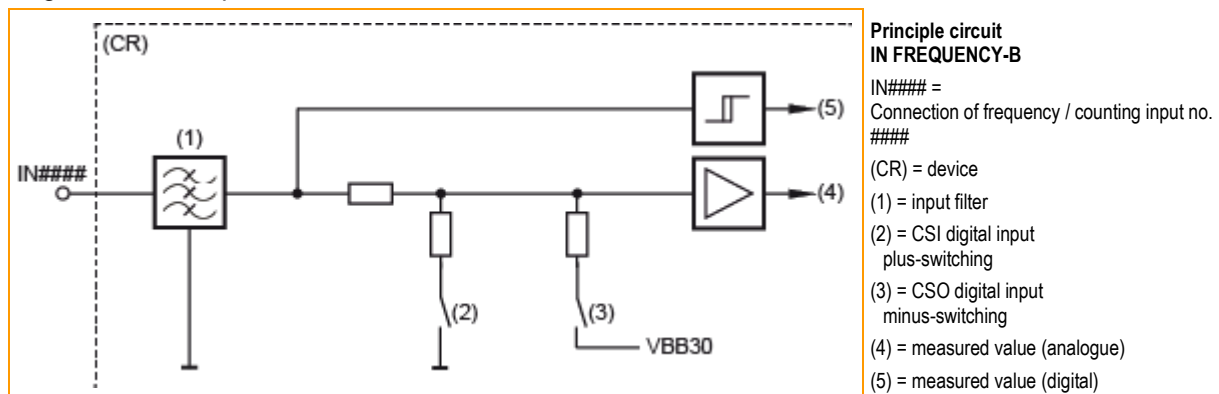 (CR)
(1)
IN####
(5)
(4)
(2)
(3)
VBB30
Principle circuit
IN FREQUENCY-B
IN#### =
Connection of frequency / counting input no.
####
(CR) = device
(1) = input filter
(2) = CSI digital input
plus-switching
(3) = CSO digital input
minus-switching
(4) = measured value (analogue)
(5) = measured value (digital)